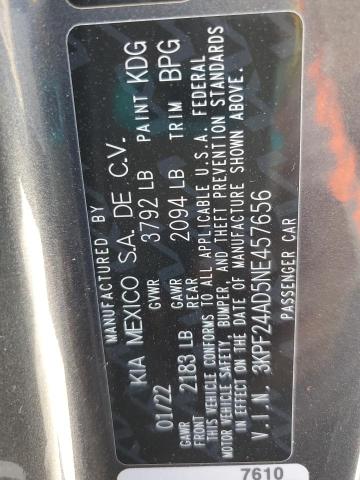 MANUFACTURED BY
KIA MEXICO S.A. DE C.V.
01/22 GVWR 3792 LB PAINT KDG
GAWR FRONT 2183 LB GAWR REAR 2094 LB TRIM BPG
THIS VEHICLE CONFORMS TO ALL APPLICABLE U.S.A. FEDERAL
MOTOR VEHICLE SAFETY, BUMPER, AND THEFT PREVENTION STANDARDS
IN EFFECT ON THE DATE OF MANUFACTURE SHOWN ABOVE.
V.I.N. 3KPF24AD5NE457656
PASSENGER CAR
7610